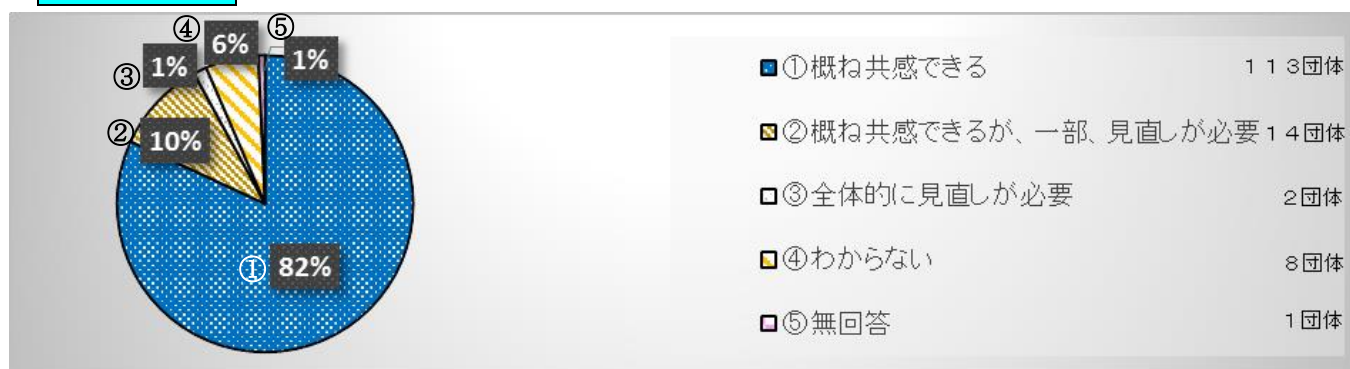 ④ 6% ⑤ 1%
③ 1%
② 10%
① 82%
①概ね共感できる 113団体
②概ね共感できるが、一部、見直しが必要14団体
③全体的に見直しが必要 2団体
④わからない 8団体
⑤無回答 1団体